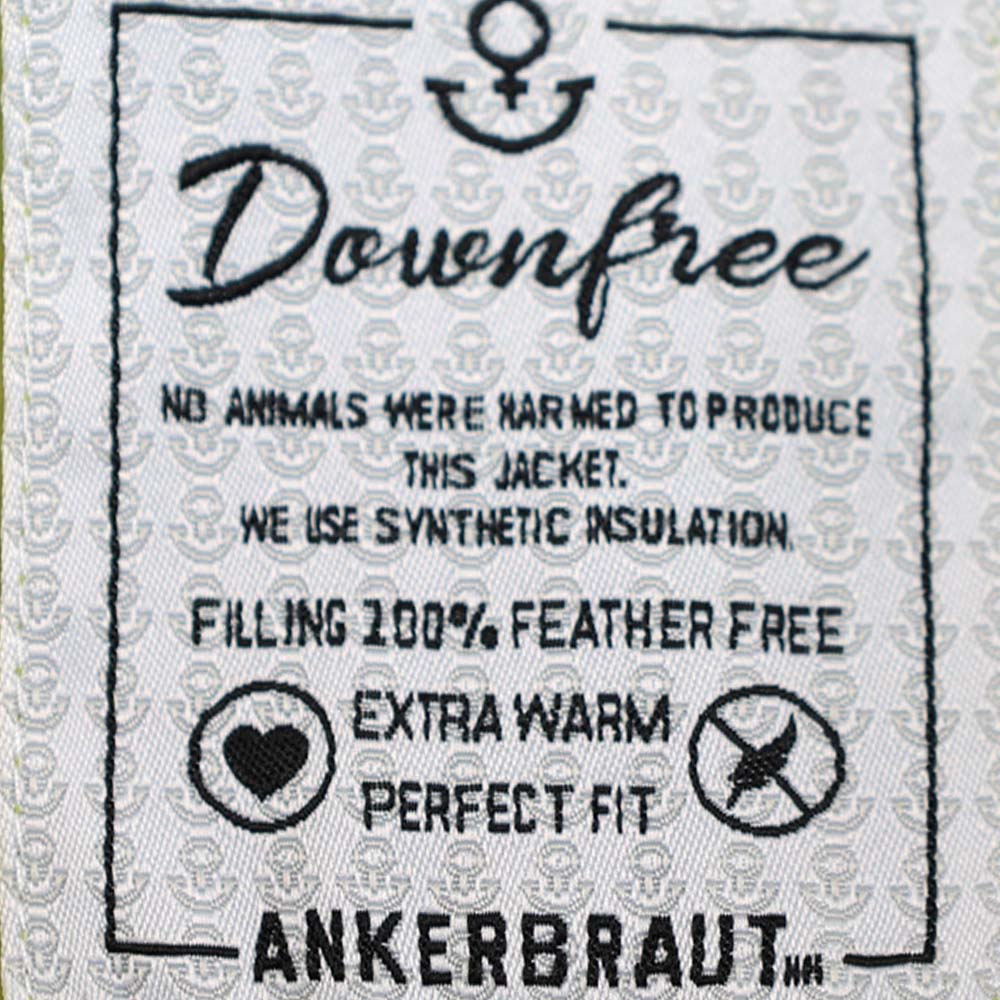 Downfree
NO ANIMALS WERE HARMED TO PRODUCE
THIS JACKET.
WE USE SYNTHETIC INSULATION.
FILLING 100% FEATHER FREE
EXTRA WARM
PERFECT FIT
ANKERBRAUT